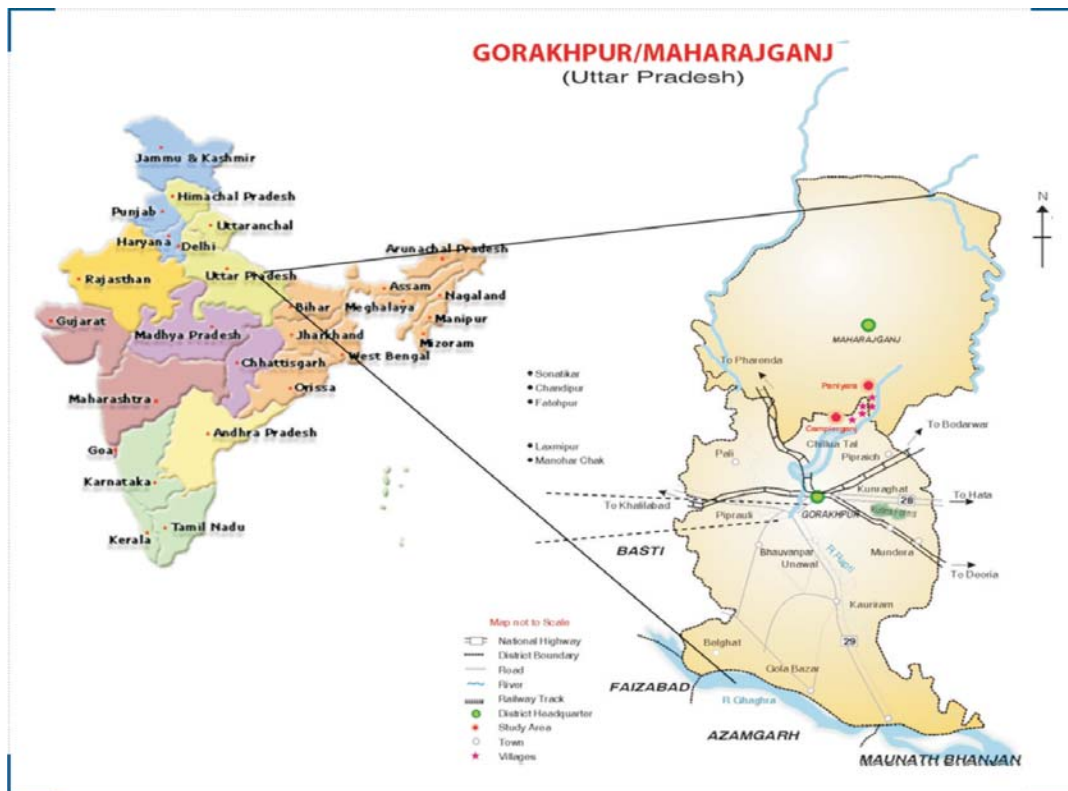 GORAKHPUR/MAHARAJGANJ
(Uttar Pradesh)
Jammu & Kashmir
Himachal Pradesh
Punjab
Uttaranchal
Haryana
Delhi
Rajasthan
Uttar Pradesh
Arunachal Pradesh
Assam
Nagaland
Meghalaya
Manipur
Mizoram
Bihar
Gujarat
Madhya Pradesh
Jharkhand
West Bengal
Chhattisgarh
Orissa
Maharashtra
Andhra Pradesh
Goa
Karnataka
Tamil Nadu
Kerala
N
MAHARAJGANJ
To Pharenda
Sonatikar
Chandipur
Fatehpur
Laxmipur
Manohar Chak
Paniyara
Campierganj
Chillua Tal
To Bodarwar
Pali
Pipraich
Kunraghat
28
To Hata
To Khalilabad
Piprauli
GORAKHPUR
BASTI
Bhauvanpar
Unawal
R Rapti
Mundera
To Deoria
Kauriram
29
Belghat
Gola Bazar
FAIZABAD
R Ghaghra
AZAMGARH
MAUNATH BHANJAN
Map not to Scale
National Highway
District Boundary
Road
River
Railway Track
District Headquarter
Study Area
Town
Villages